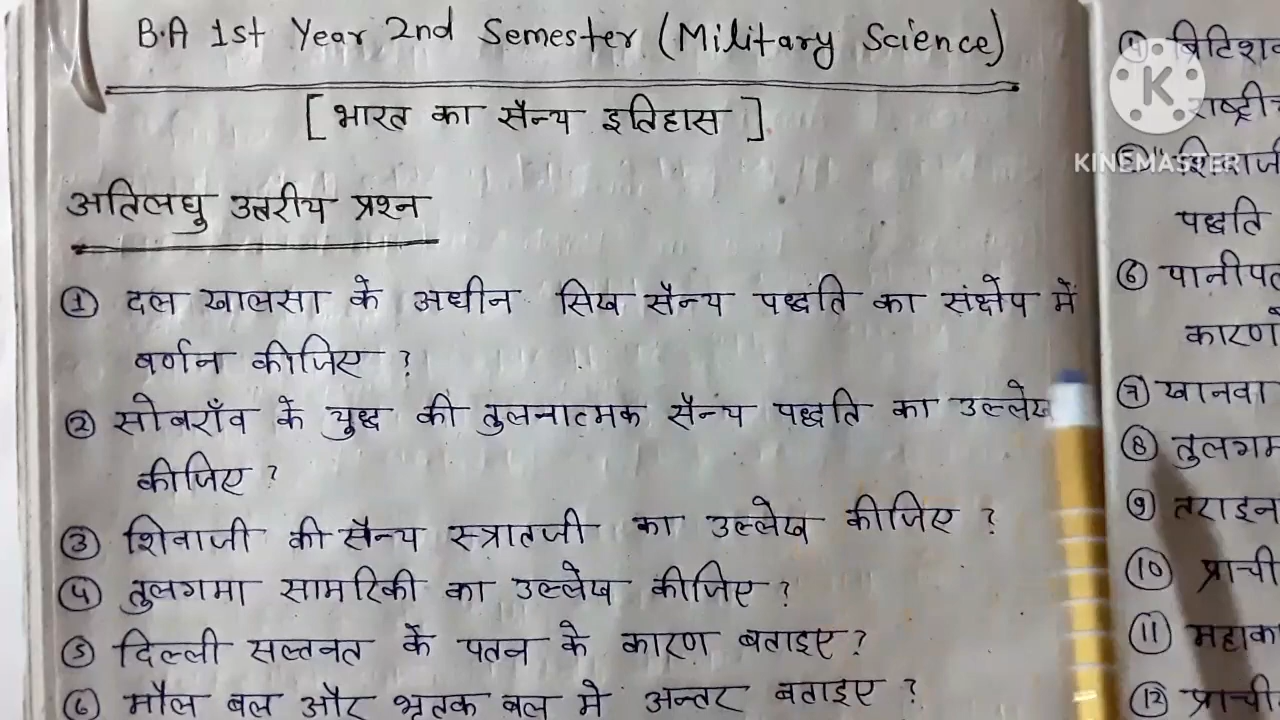 B.A 1st Year 2nd Semester (Military Science)
[भारत का सैन्य इतिहास]
अतिलघु उत्तरीय प्रश्न
① दल खालसा के अधीन सिख सैन्य पद्धति का संक्षेप में
वर्णन कीजिए ?
② सोबराँव के युद्ध की तुलनात्मक सैन्य पद्धति का उल्लेख
कीजिए ?
③ शिवाजी की सैन्य स्त्रातजी का उल्लेख कीजिए ?
④ तुलगमा सामरिकी का उल्लेख कीजिए ?
⑤ दिल्ली सल्तनत के पतन के कारण बताइए ?
⑥ मौल बल और भृतक बल मे अन्तर बताइए ?
K
KINEMASTER
पद्धति
⑥
⑦ खानवा
⑧
⑨ तराइन
⑩
⑪
⑫